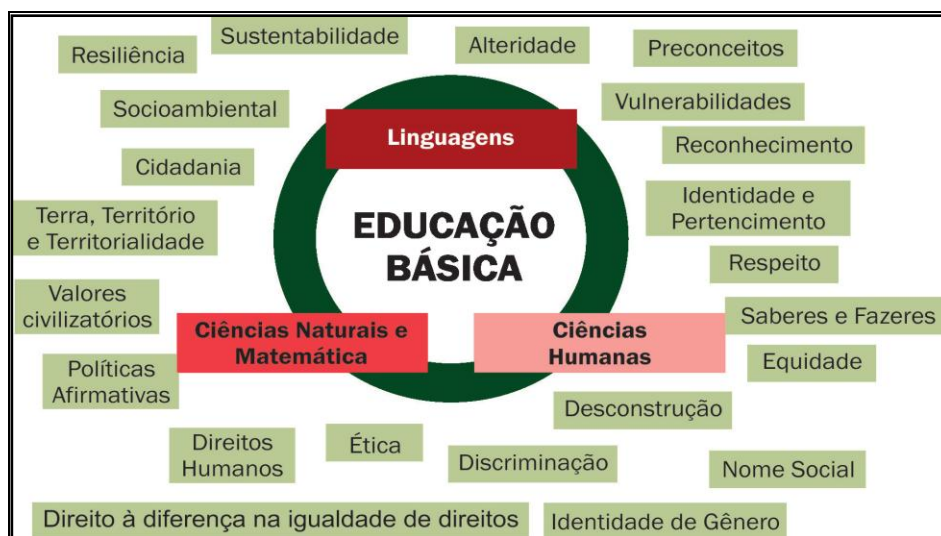 Sustentabilidade
Alteridade
Preconceitos
Resiliência
Socioambiental
Vulnerabilidades
Linguagens
Reconhecimento
Cidadania
Identidade e
Pertencimento
Terra, Território
e Territorialidade
EDUCAÇÃO
BÁSICA
Respeito
Valores
civilizatórios
Ciências Naturais e
Matemática
Ciências
Humanas
Saberes e Fazeres
Equidade
Políticas
Afirmativas
Desconstrução
Direitos
Humanos
Ética
Discriminação
Nome Social
Direito à diferença na igualdade de direitos
Identidade de Gênero